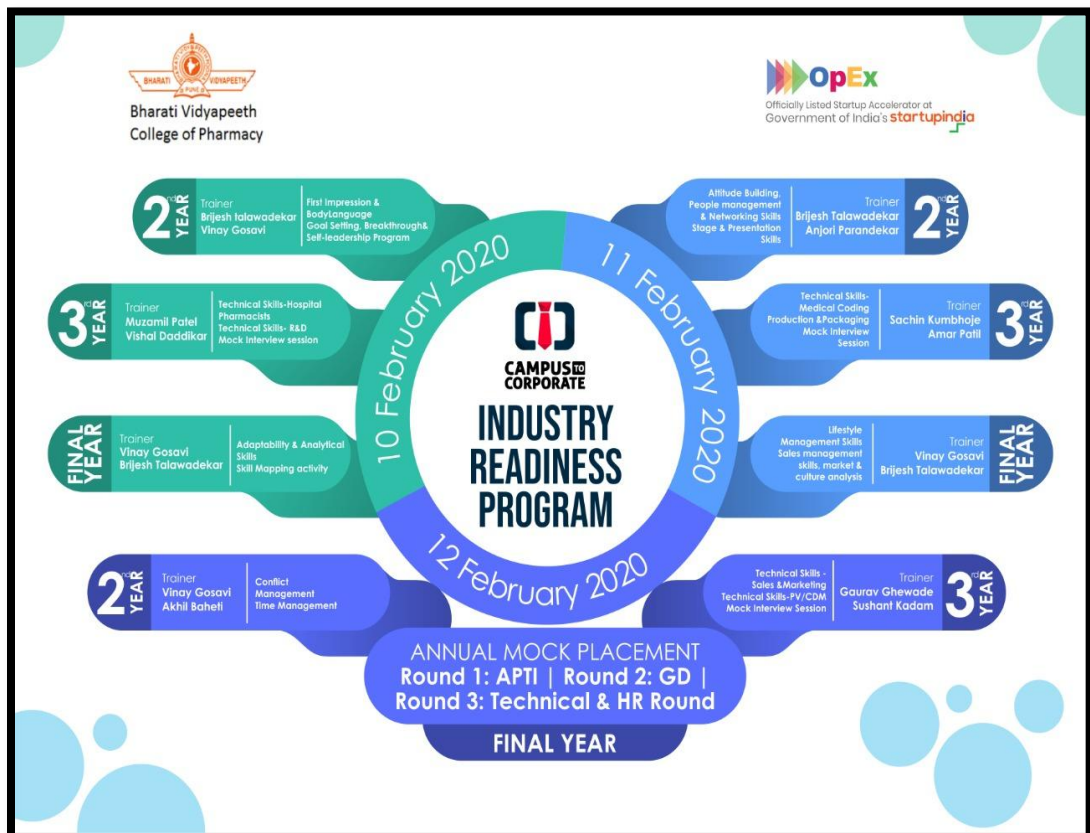 BHARATI VIDYAPEETH
PUNE
Bharati Vidyapeeth
College of Pharmacy
OpEx
Officially Listed Startup Accelerator at
Government of India's startupindia
2nd YEAR
Trainer
Brijesh talawadekar
Vinay Gosavi
First Impression &
BodyLanguage
Goal Setting, Breakthrough&
Self-leadership Program
3rd YEAR
Trainer
Muzamil Patel
Vishal Daddikar
Technical Skills-Hospital
Pharmacists
Technical Skills- R&D
Mock Interview session
FINAL
YEAR
Trainer
Vinay Gosavi
Brijesh Talawadekar
Adaptability & Analytical
Skills
Skill Mapping activity
10 February 2020
11 February 2020
12 February 2020
CAMPUS TO
CORPORATE
INDUSTRY
READINESS
PROGRAM
Attitude Building,
People management
& Networking Skills
Stage & Presentation
Skills
Trainer
Brijesh Talawadekar
Anjori Parandekar
2nd YEAR
Technical Skills-
Medical Coding
Production &Packaging
Mock Interview
Session
Trainer
Sachin Kumbhoje
Amar Patil
3rd YEAR
Lifestyle
Management Skills
Sales management
skills, market &
culture analysis
Trainer
Vinay Gosavi
Brijesh Talawadekar
FINAL
YEAR
2nd YEAR
Trainer
Vinay Gosavi
Akhil Baheti
Conflict
Management
Time Management
Technical Skills -
Sales &Marketing
Technical Skills-PV/CDM
Mock Interview Session
Trainer
Gaurav Ghewade
Sushant Kadam
3rd YEAR
ANNUAL MOCK PLACEMENT
Round 1: APTI | Round 2: GD |
Round 3: Technical & HR Round
FINAL YEAR